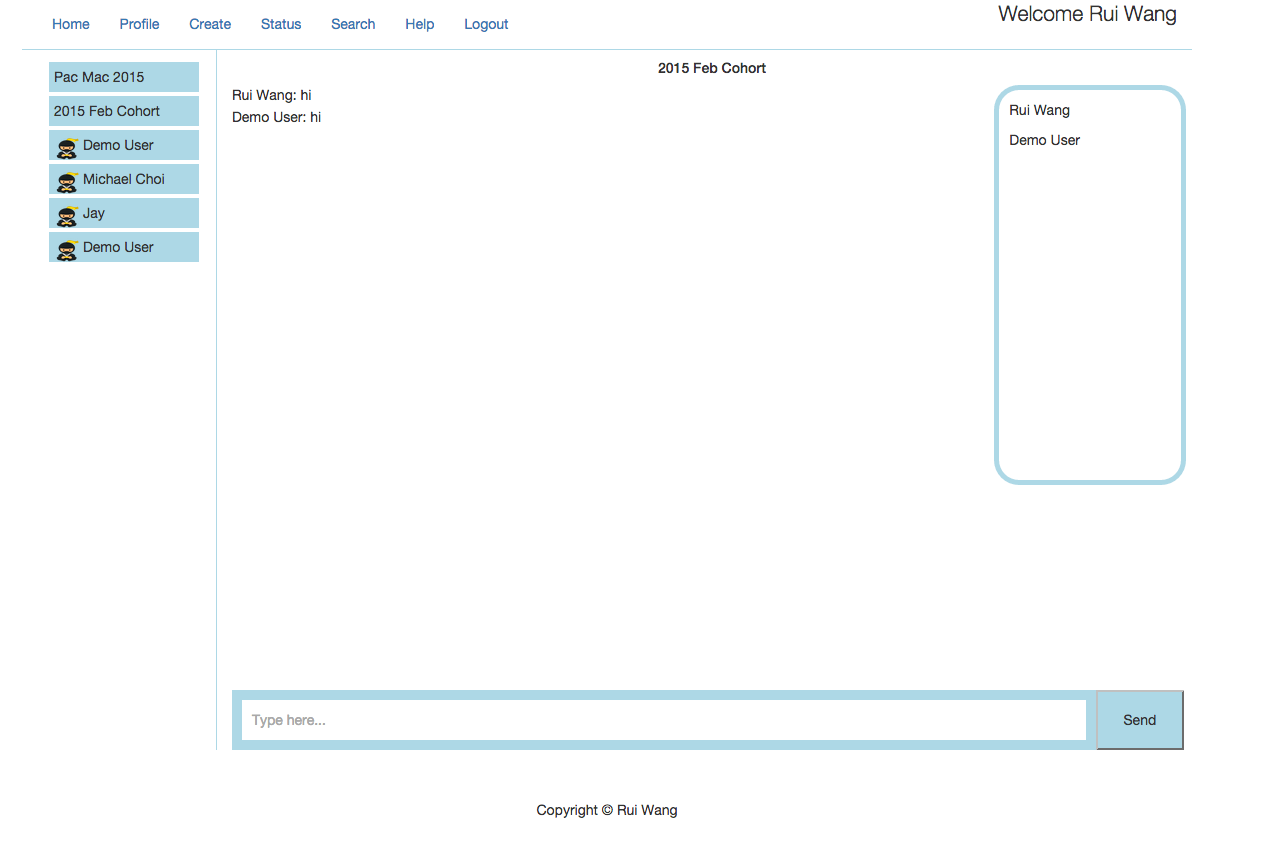 Home Profile Create Status Search Help Logout
Welcome Rui Wang
Pac Mac 2015
2015 Feb Cohort
Demo User
Michael Choi
Jay
Demo User
2015 Feb Cohort
Rui Wang: hi
Demo User: hi
Rui Wang
Demo User
Type here...
Send
Copyright © Rui Wang